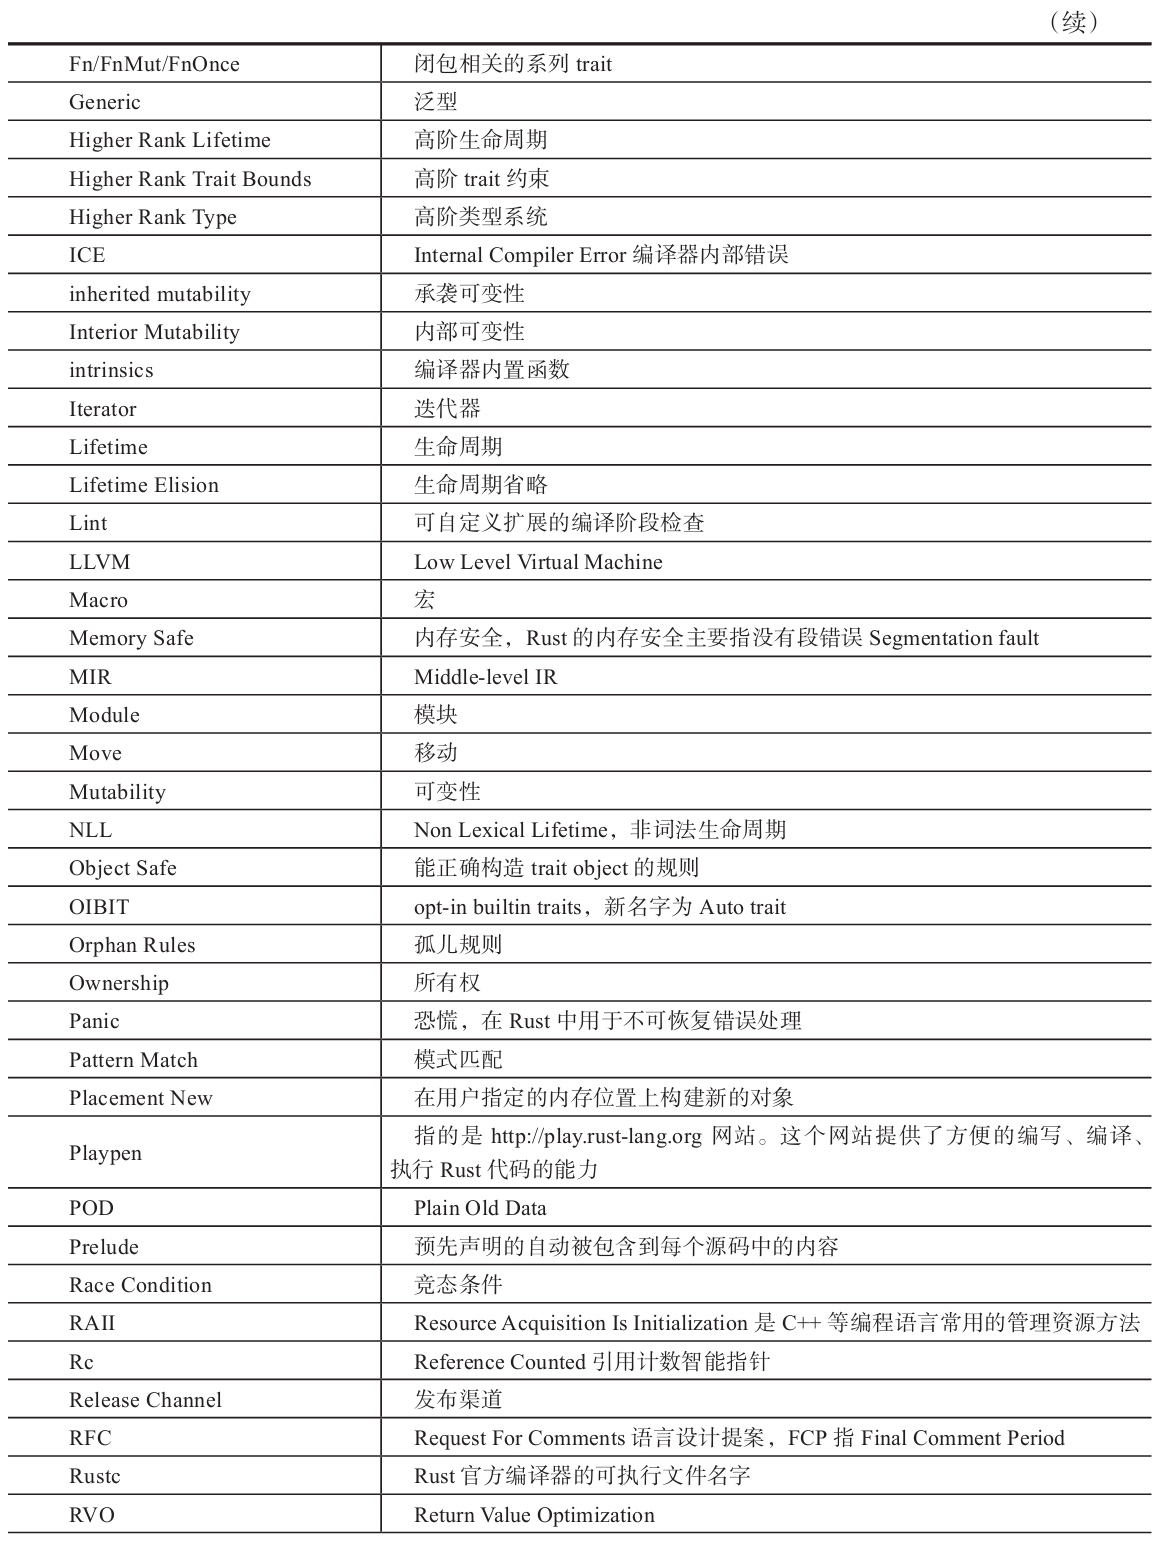 （续）
Fn/FnMut/FnOnce 闭包相关的系列 trait
Generic 泛型
Higher Rank Lifetime 高阶生命周期
Higher Rank Trait Bounds 高阶 trait 约束
Higher Rank Type 高阶类型系统
ICE Internal Compiler Error 编译器内部错误
inherited mutability 承袭可变性
Interior Mutability 内部可变性
intrinsics 编译器内置函数
Iterator 迭代器
Lifetime 生命周期
Lifetime Elision 生命周期省略
Lint 可自定义扩展的编译阶段检查
LLVM Low Level Virtual Machine
Macro 宏
Memory Safe 内存安全，Rust 的内存安全主要指没有段错误 Segmentation fault
MIR Middle-level IR
Module 模块
Move 移动
Mutability 可变性
NLL Non Lexical Lifetime，非词法生命周期
Object Safe 能正确构造 trait object 的规则
OIBIT opt-in builtin traits，新名字为 Auto trait
Orphan Rules 孤儿规则
Ownership 所有权
Panic 恐慌，在 Rust 中用于不可恢复错误处理
Pattern Match 模式匹配
Placement New 在用户指定的内存位置上构建新的对象
Playpen 指的是 http://play.rust-lang.org 网站。这个网站提供了方便的编写、编译、
执行 Rust 代码的能力
POD Plain Old Data
Prelude 预先声明的自动被包含到每个源码中的内容
Race Condition 竞态条件
RAII Resource Acquisition Is Initialization 是 C++ 等编程语言常用的管理资源方法
Rc Reference Counted 引用计数智能指针
Release Channel 发布渠道
RFC Request For Comments 语言设计提案，FCP 指 Final Comment Period
Rustc Rust 官方编译器的可执行文件名字
RVO Return Value Optimization